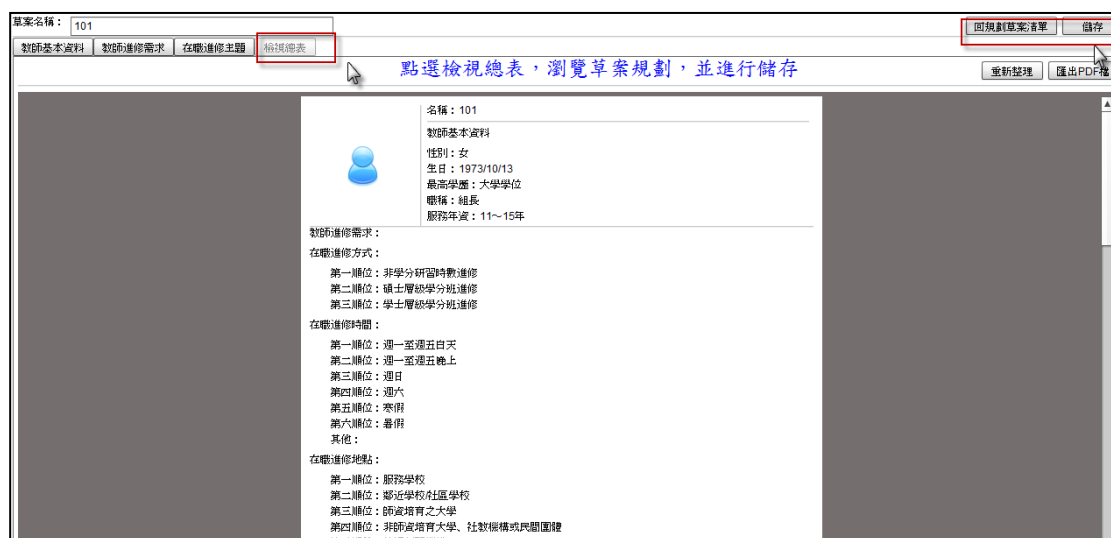 草案名稱： 101
回規劃草案清單 儲存
教師基本資料 教師進修需求 在職進修主題 檢視總表
點選檢視總表，瀏覽草案規劃，並進行儲存
重新整理 匯出PDF檔
名稱：101
教師基本資料
性別：女
生日：1973/10/13
最高學歷：大學學位
職稱：組長
服務年資：11～15年
教師進修需求：
在職進修方式：
第一順位：非學分研習時數進修
第二順位：碩士層級學分班進修
第三順位：學士層級學分班進修
在職進修時間：
第一順位：週一至週五白天
第二順位：週一至週五晚上
第三順位：週日
第四順位：週六
第五順位：寒假
第六順位：暑假
其他：
在職進修地點：
第一順位：服務學校
第二順位：鄰近學校/社區學校
第三順位：師資培育之大學
第四順位：非師資培育大學、社教機構或民間團體